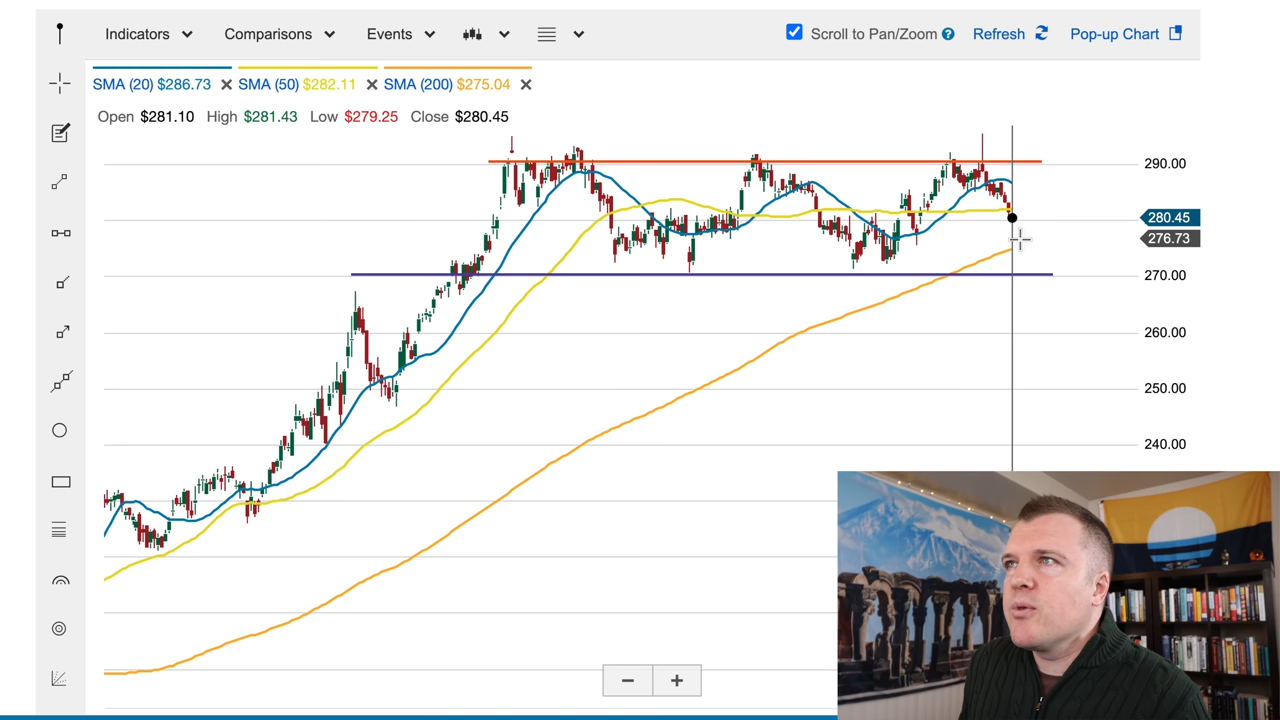 Indicators Comparisons Events Scroll to Pan/Zoom ? Refresh Pop-up Chart
SMA (20) $286.73 SMA (50) $282.11 SMA (200) $275.04
Open $281.10 High $281.43 Low $279.25 Close $280.45
290.00
280.45
276.73
270.00
260.00
250.00
240.00